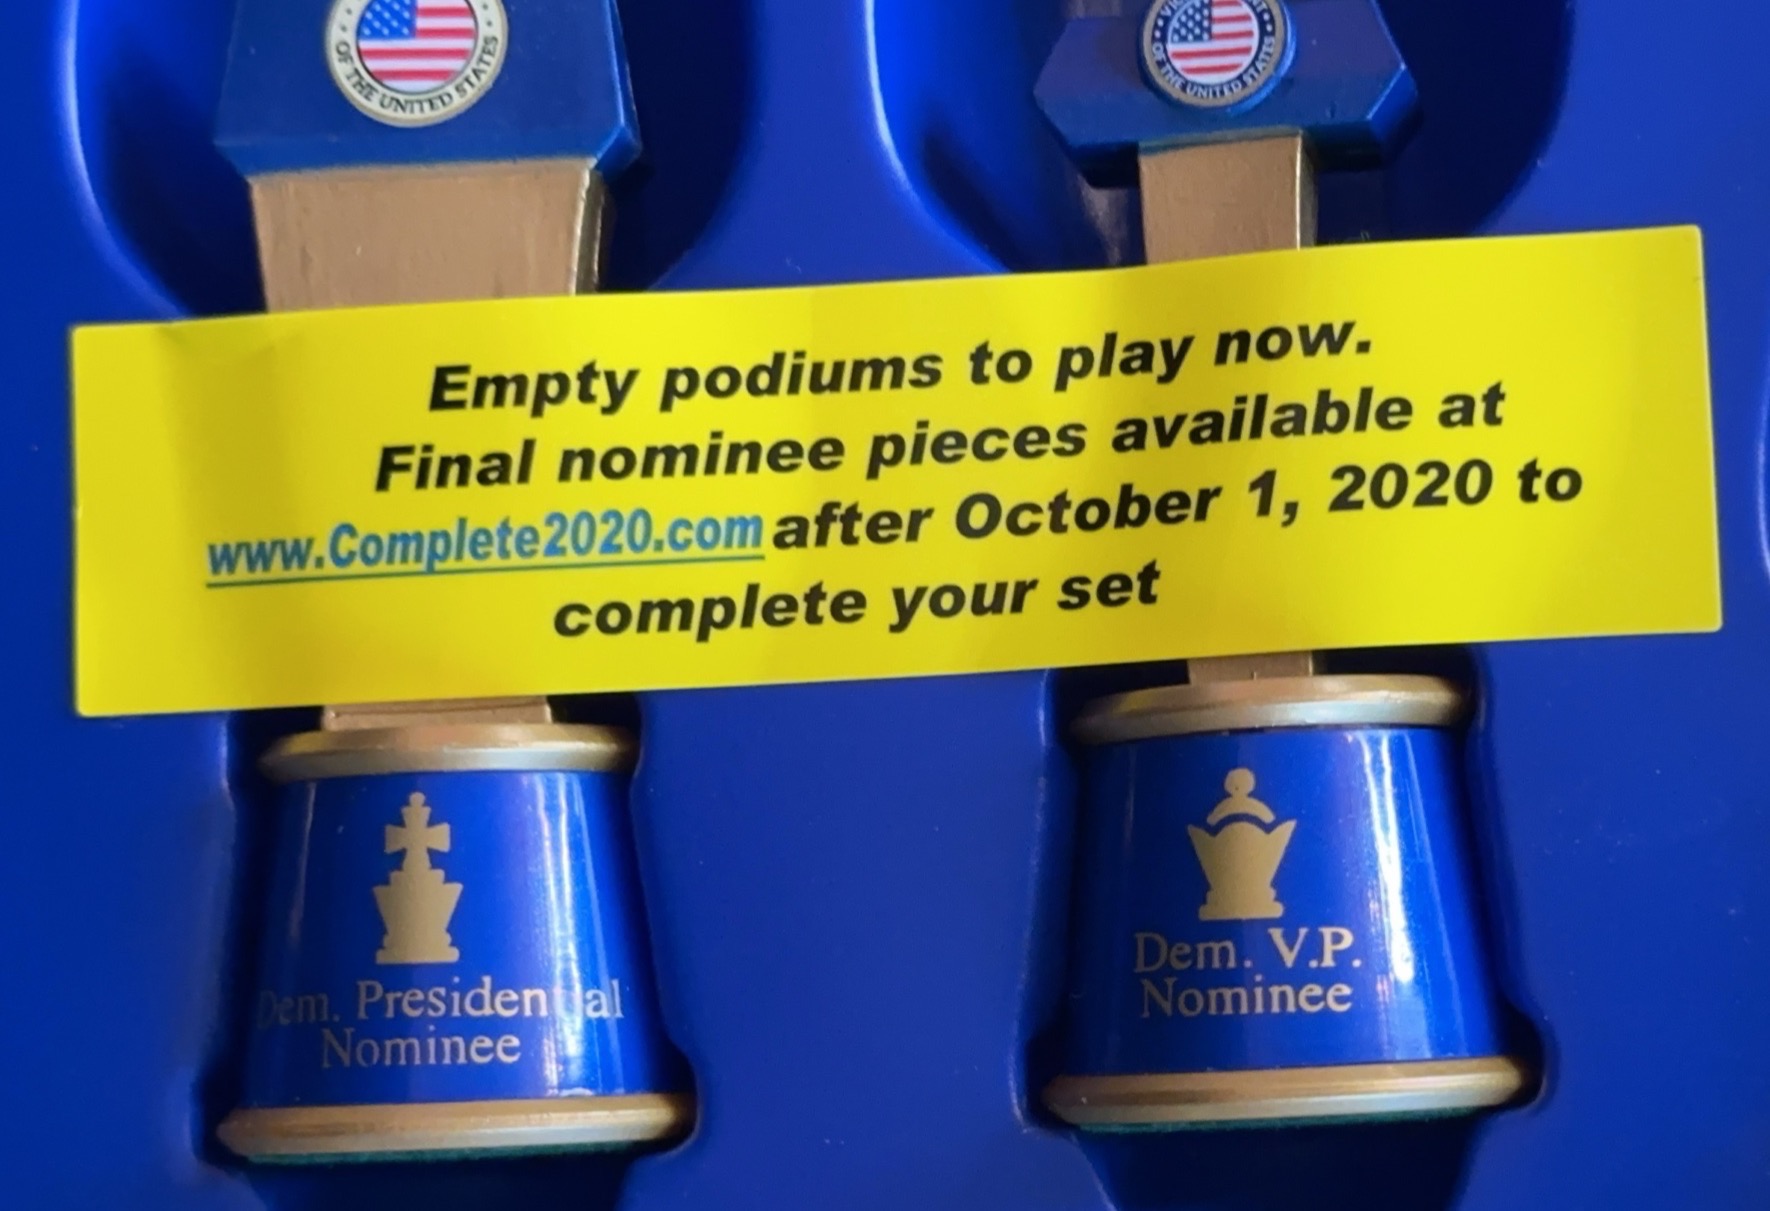 OF THE UNITED STATES
OF THE UNITED STATES
Empty podiums to play now.
Final nominee pieces available at
www.Complete2020.com after October 1, 2020 to
complete your set
Dem. Presidential
Nominee
Dem. V.P.
Nominee